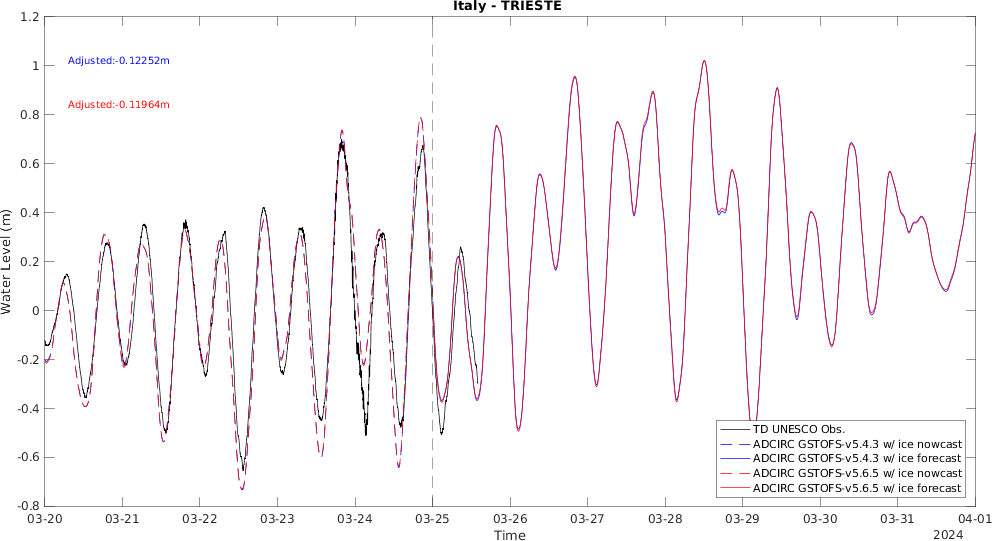 Italy - TRIESTE
1.2
1
0.8
0.6
0.4
0.2
0
-0.2
-0.4
-0.6
-0.8
Water Level (m)
Adjusted:-0.12252m
Adjusted:-0.11964m
TD UNESCO Obs.
ADCIRC GSTOFS-v5.4.3 w/ ice nowcast
ADCIRC GSTOFS-v5.4.3 w/ ice forecast
ADCIRC GSTOFS-v5.6.5 w/ ice nowcast
ADCIRC GSTOFS-v5.6.5 w/ ice forecast
03-20 03-21 03-22 03-23 03-24 03-25 03-26 03-27 03-28 03-29 03-30 03-31 04-01
Time
2024